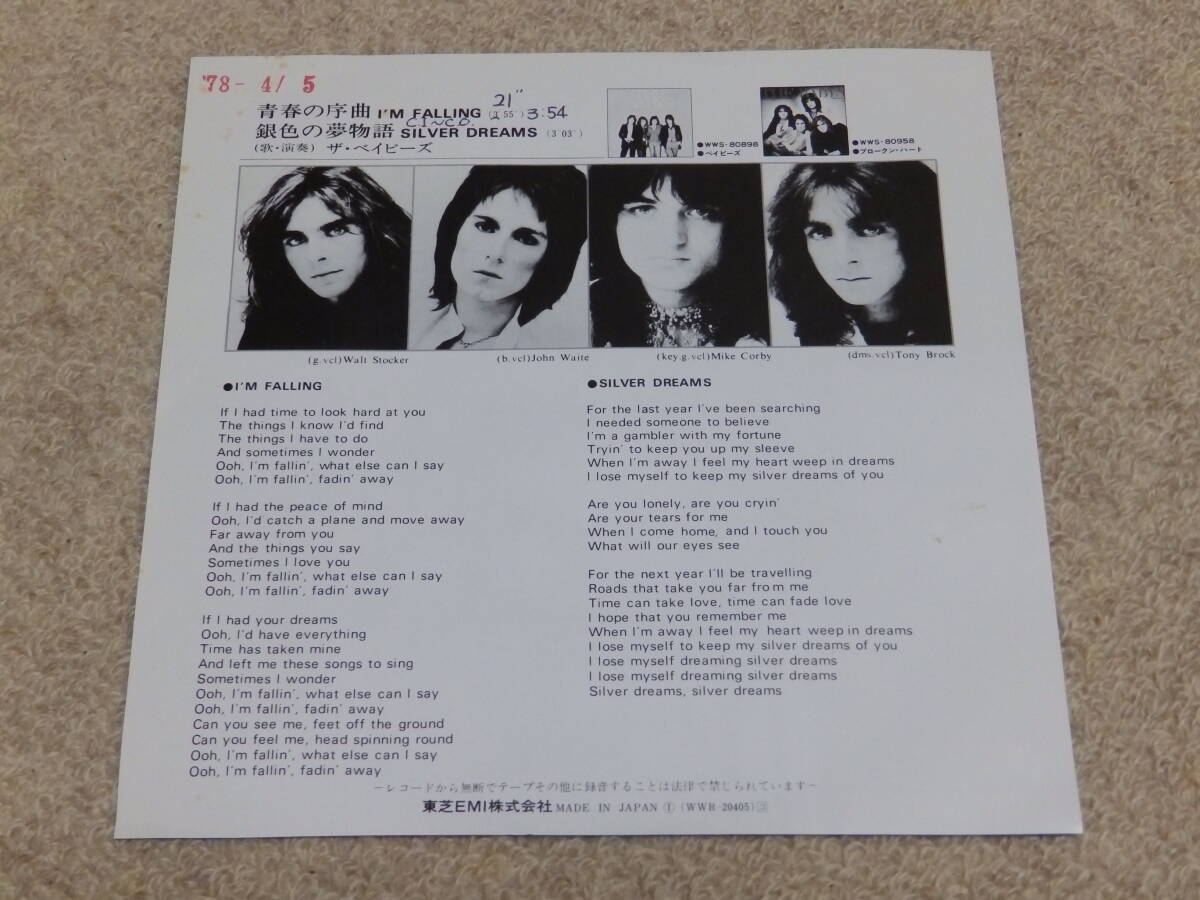 '78- 4/ 5
21"
青春の序曲 I'M FALLING (3'55") 3:54
C.I~C.O.
銀色の夢物語 SILVER DREAMS (3'03")
(歌・演奏) ザ・ベイビーズ
●WWS-80898
●ベイビーズ
●WWS-80958
●ブロークン・ハート
(g.vcl)Walt Stocker
(b.vcl)John Waite
(key.g.vcl)Mike Corby
(dms.vcl)Tony Brock
●I'M FALLING
If I had time to look hard at you
The things I know I'd find
The things I have to do
And sometimes I wonder
Ooh, I'm fallin', what else can I say
Ooh, I'm fallin', fadin' away
If I had the peace of mind
Ooh, I'd catch a plane and move away
Far away from you
And the things you say
Sometimes I love you
Ooh, I'm fallin', what else can I say
Ooh, I'm fallin', fadin' away
If I had your dreams
Ooh, I'd have everything
Time has taken mine
And left me these songs to sing
Sometimes I wonder
Ooh, I'm fallin', what else can I say
Ooh, I'm fallin', fadin' away
Can you see me, feet off the ground
Can you feel me, head spinning round
Ooh, I'm fallin', what else can I say
Ooh, I'm fallin', fadin' away
●SILVER DREAMS
For the last year I've been searching
I needed someone to believe
I'm a gambler with my fortune
Tryin' to keep you up my sleeve
When I'm away I feel my heart weep in dreams
I lose myself to keep my silver dreams of you
Are you lonely, are you cryin'
Are your tears for me
When I come home, and I touch you
What will our eyes see
For the next year I'll be travelling
Roads that take you far from me
Time can take love, time can fade love
I hope that you remember me
When I'm away I feel my heart weep in dreams
I lose myself to keep my silver dreams of you
I lose myself dreaming silver dreams
I lose myself dreaming silver dreams
Silver dreams, silver dreams
－レコードから無断でテープその他に録音することは法律で禁じられています－
東芝EMI株式会社 MADE IN JAPAN Ⓣ (WWR-20405)